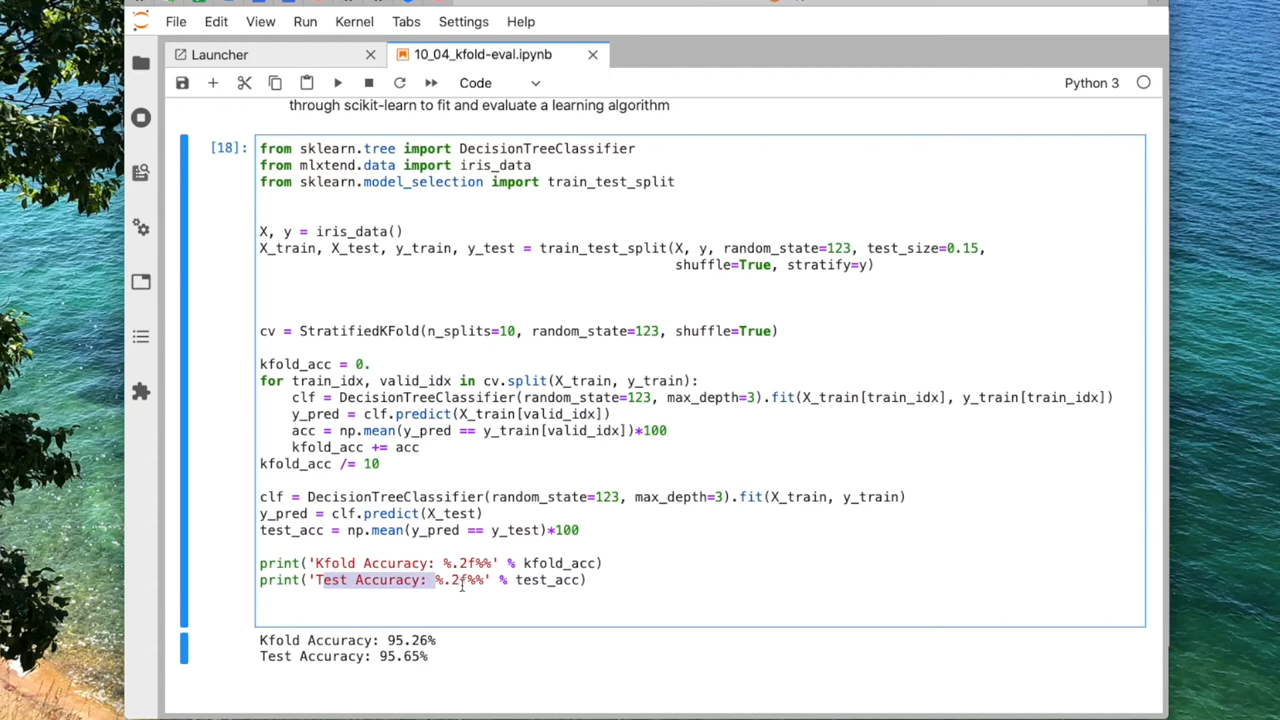 File Edit View Run Kernel Tabs Settings Help
Launcher
10_04_kfold-eval.ipynb
Code
Python 3
through scikit-learn to fit and evaluate a learning algorithm
[18]:
from sklearn.tree import DecisionTreeClassifier
from mlxtend.data import iris_data
from sklearn.model_selection import train_test_split
X, y = iris_data()
X_train, X_test, y_train, y_test = train_test_split(X, y, random_state=123, test_size=0.15,
shuffle=True, stratify=y)
cv = StratifiedKFold(n_splits=10, random_state=123, shuffle=True)
kfold_acc = 0.
for train_idx, valid_idx in cv.split(X_train, y_train):
clf = DecisionTreeClassifier(random_state=123, max_depth=3).fit(X_train[train_idx], y_train[train_idx])
y_pred = clf.predict(X_train[valid_idx])
acc = np.mean(y_pred == y_train[valid_idx])*100
kfold_acc += acc
kfold_acc /= 10
clf = DecisionTreeClassifier(random_state=123, max_depth=3).fit(X_train, y_train)
y_pred = clf.predict(X_test)
test_acc = np.mean(y_pred == y_test)*100
print('Kfold Accuracy: %.2f%%' % kfold_acc)
print('Test Accuracy: %.2f%%' % test_acc)
Kfold Accuracy: 95.26%
Test Accuracy: 95.65%